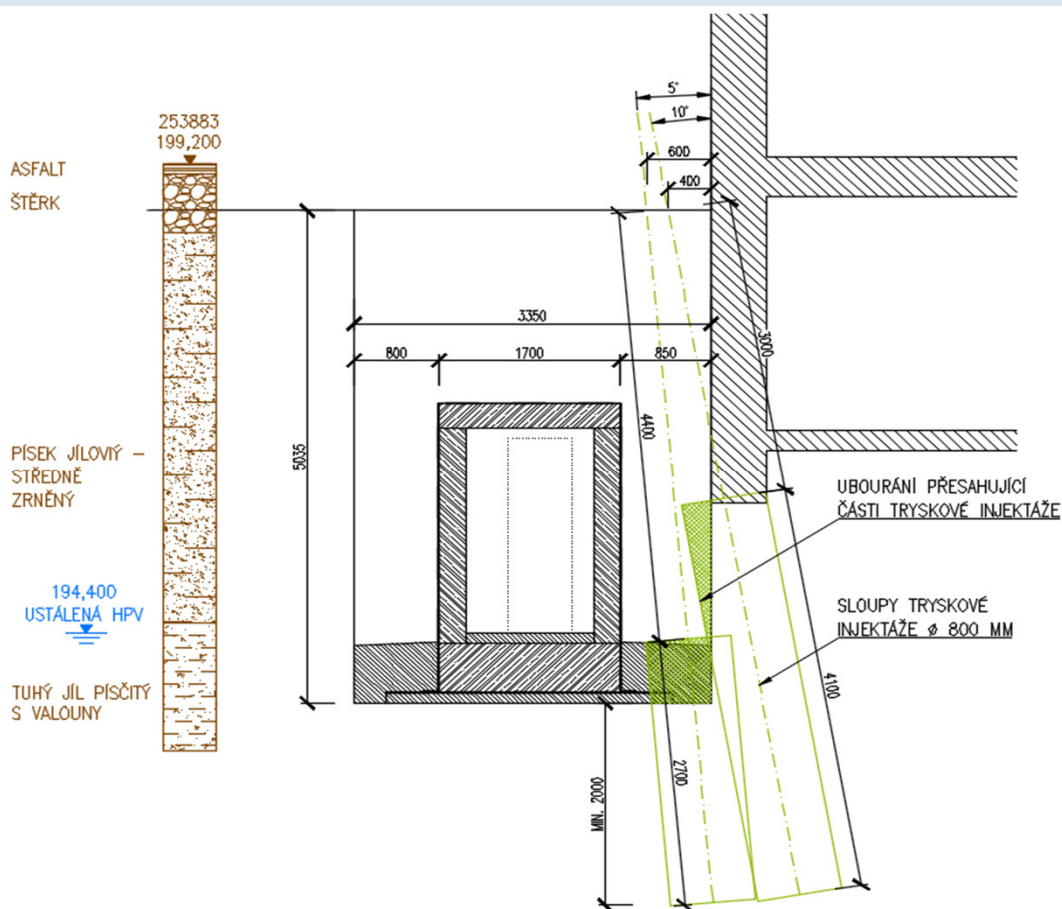 253883
199,200
ASFALT
ŠTĚRK
PÍSEK JÍLOVIÝ –
STŘEDNĚ
ZRNĚNÝ
194,400
USTÁLENÁ HPV
TUHÝ JÍL PÍSČITÝ
S VALOUNY
5°
10°
600
400
3350
800
1700
850
3000
5035
4400
UBOURÁNÍ PŘESAHUJÍCÍ
ČÁSTI TRYSKOVÉ INJEKTÁŽE
SLOUPY TRYSKOVÉ
INJEKTÁŽE Ø 800 MM
4100
2700
MIN. 2000